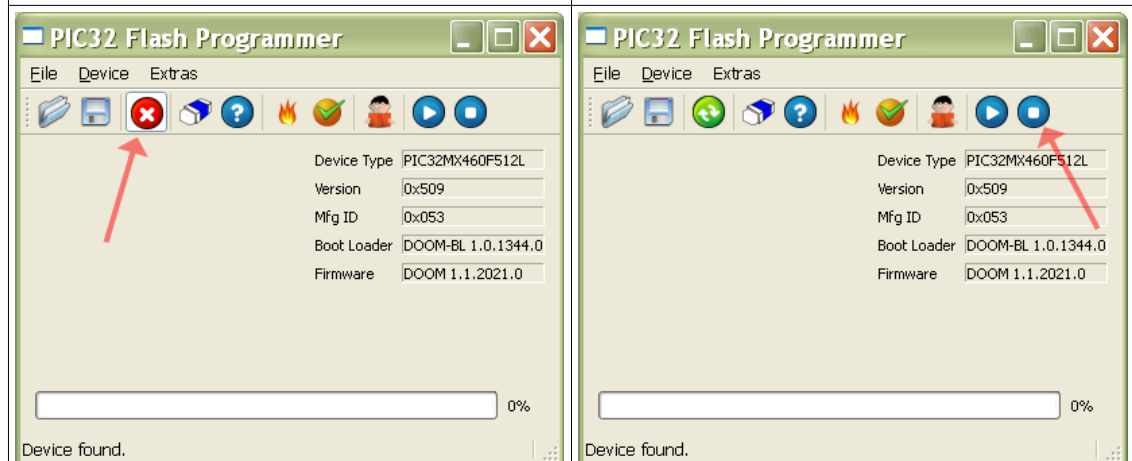 PIC32 Flash Programmer
File Device Extras
Device Type PIC32MX460F512L
Version 0x509
Mfg ID 0x053
Boot Loader DOOM-BL 1.0.1344.0
Firmware DOOM 1.1.2021.0
0%
Device found.
PIC32 Flash Programmer
File Device Extras
Device Type PIC32MX460F512L
Version 0x509
Mfg ID 0x053
Boot Loader DOOM-BL 1.0.1344.0
Firmware DOOM 1.1.2021.0
0%
Device found.